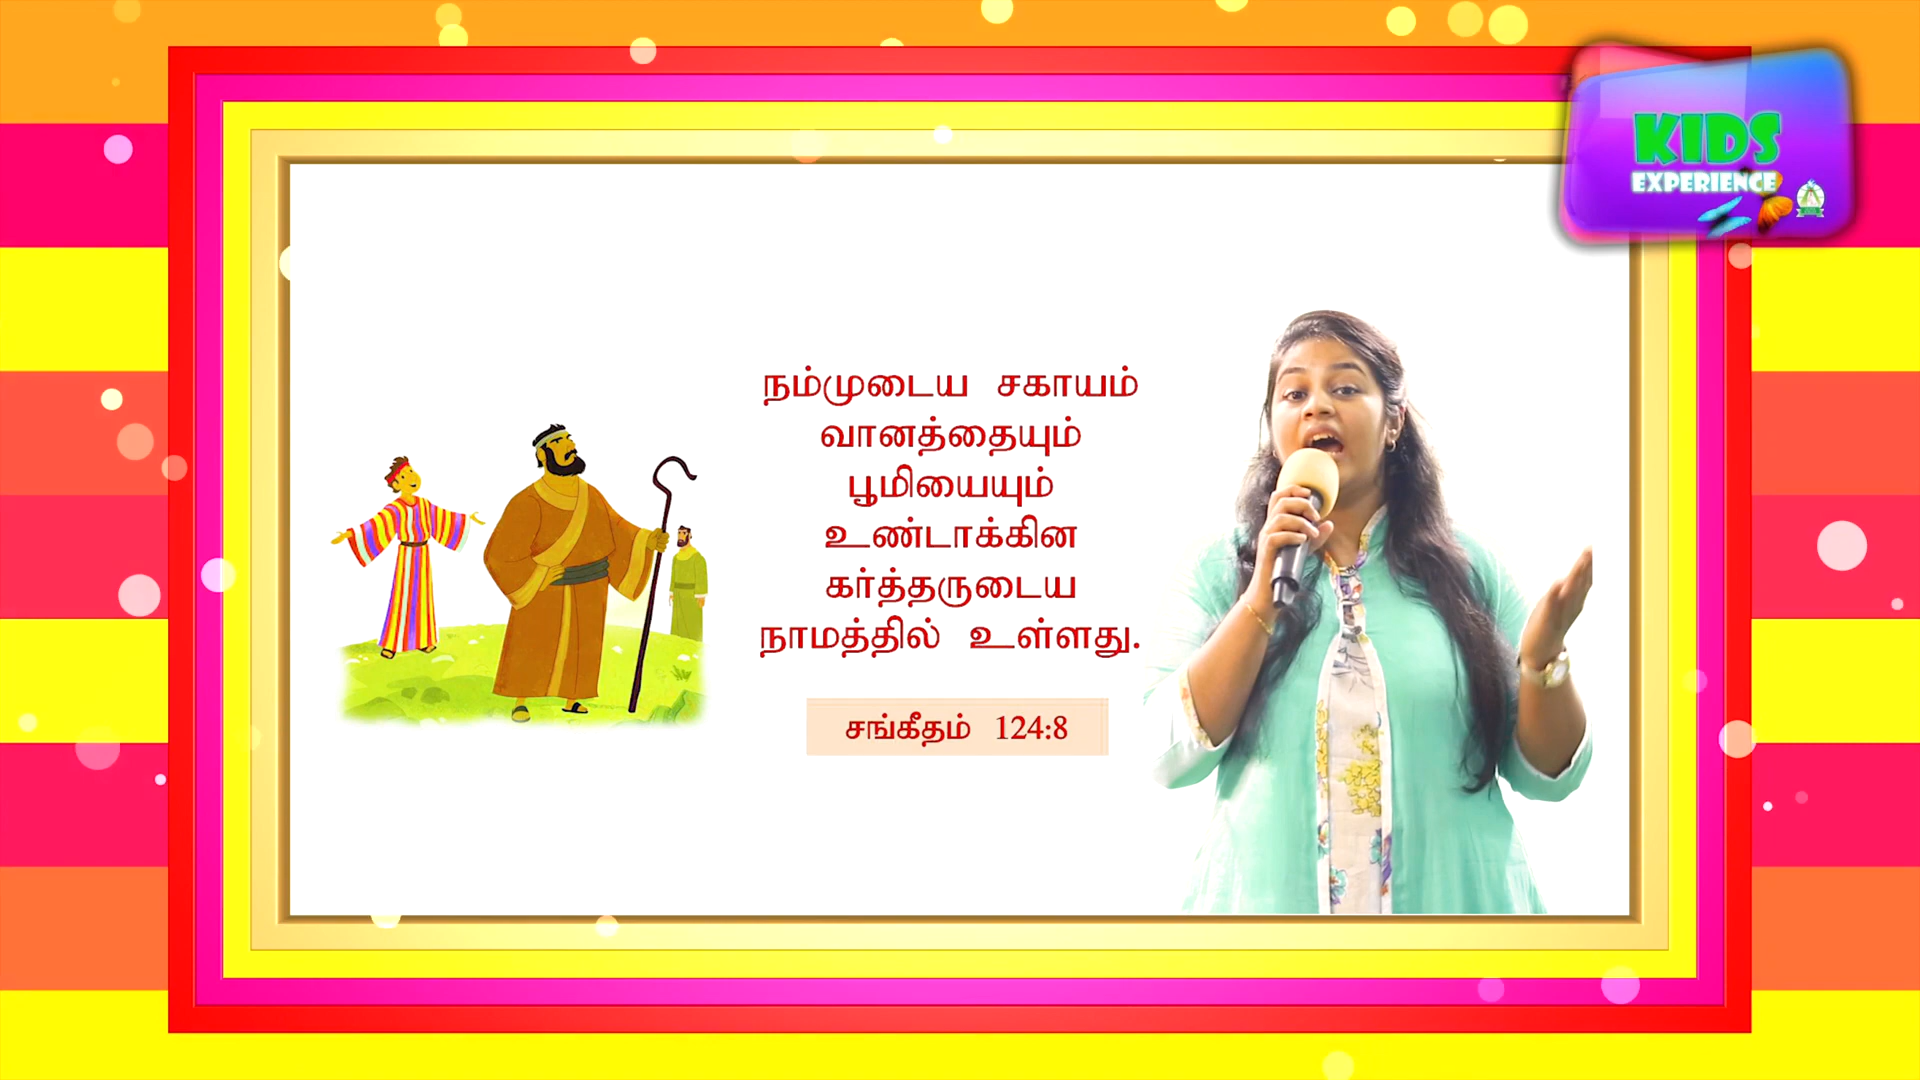 KIDS
EXPERIENCE
நம்முடைய சகாயம்
வானத்தையும்
பூமியையும்
உண்டாக்கின
கர்த்தருடைய
நாமத்தில் உள்ளது.
சங்கீதம் 124:8